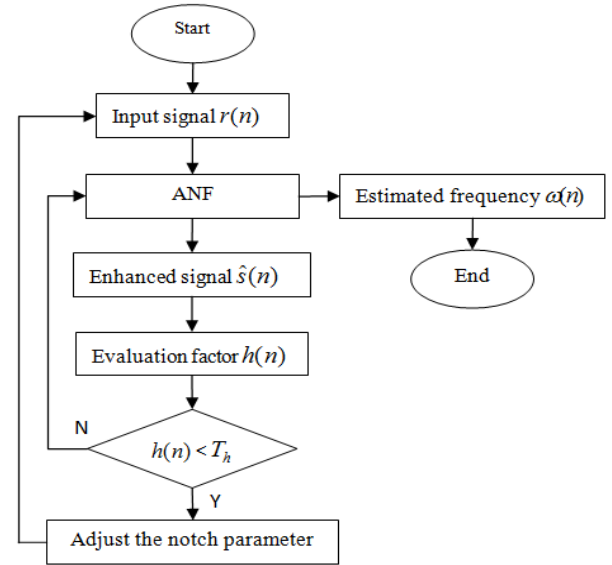 Start
Input signal r(n)
ANF
Estimated frequency ω(n)
Enhanced signal ŝ(n)
End
Evaluation factor h(n)
N
h(n) < T_h
Y
Adjust the notch parameter